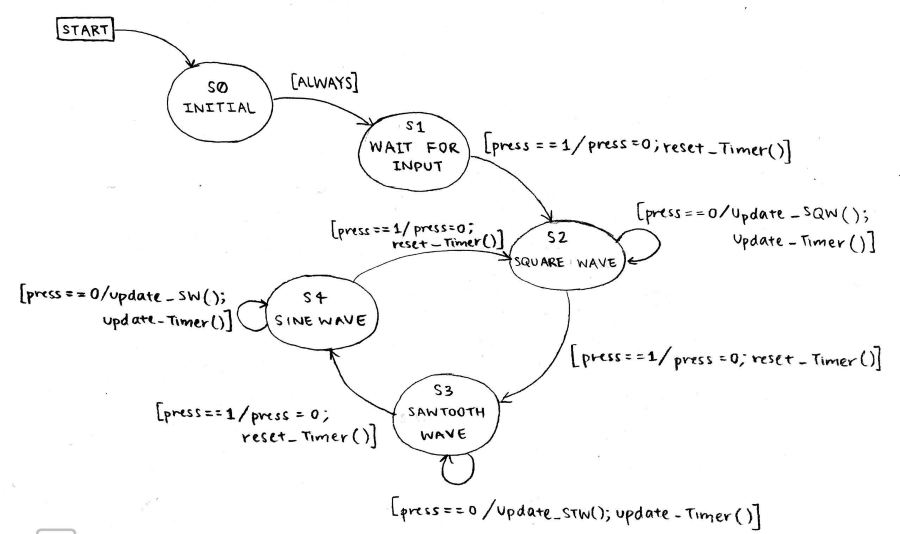 START
SØ
INITIAL
[ALWAYS]
S1
WAIT FOR
INPUT
[press==1/press=0; reset_Timer()]
[press==0/update_SQW();
update_Timer()]
[press==1/press=0;
reset_Timer()]
S2
SQUARE WAVE
[press==0/update_SW();
update_Timer()]
S4
SINE WAVE
[press==1/press=0; reset_Timer()]
S3
SAWTOOTH
WAVE
[press==1/press=0;
reset_Timer()]
[press==0/update_STW(); update_Timer()]